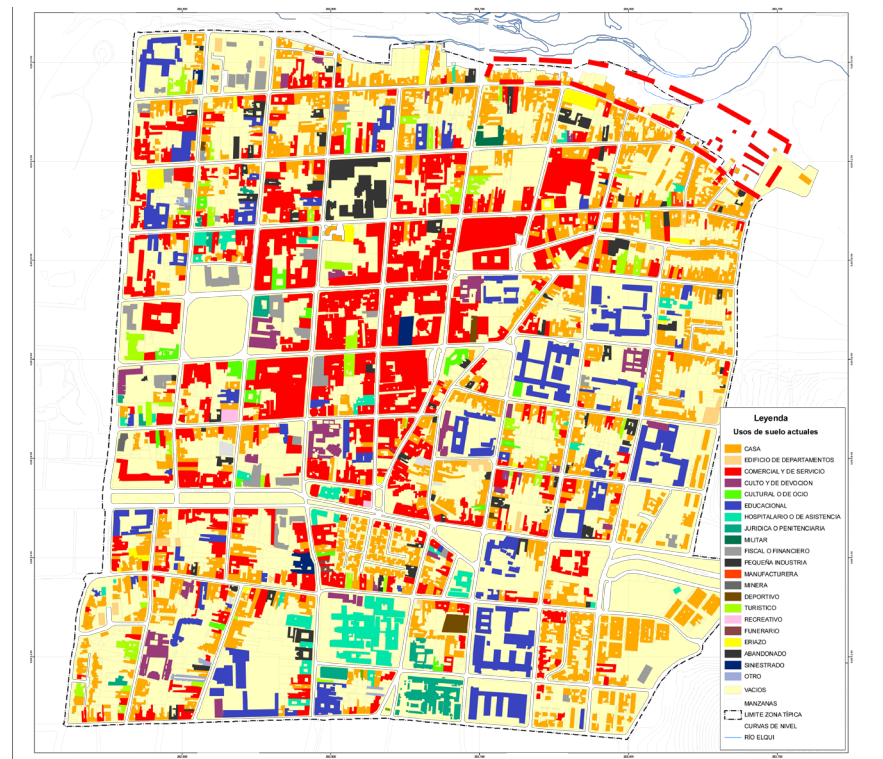 Leyenda
Usos de suelo actuales
CASA
EDIFICIO DE DEPARTAMENTOS
COMERCIAL Y DE SERVICIO
CULTO Y DE DEVOCION
CULTURAL O DE OCIO
EDUCACIONAL
HOSPITALARIO O DE ASISTENCIA
JURIDICA O PENITENCIARIA
MILITAR
FISCAL O FINANCIERO
PEQUEÑA INDUSTRIA
MANUFACTURERA
MINERA
DEPORTIVO
TURISTICO
RECREATIVO
FUNERARIO
ERIAZO
ABANDONADO
SINIESTRADO
OTRO
VACIOS
MANZANAS
LIMITE ZONA TÍPICA
CURVAS DE NIVEL
RÍO ELQUI